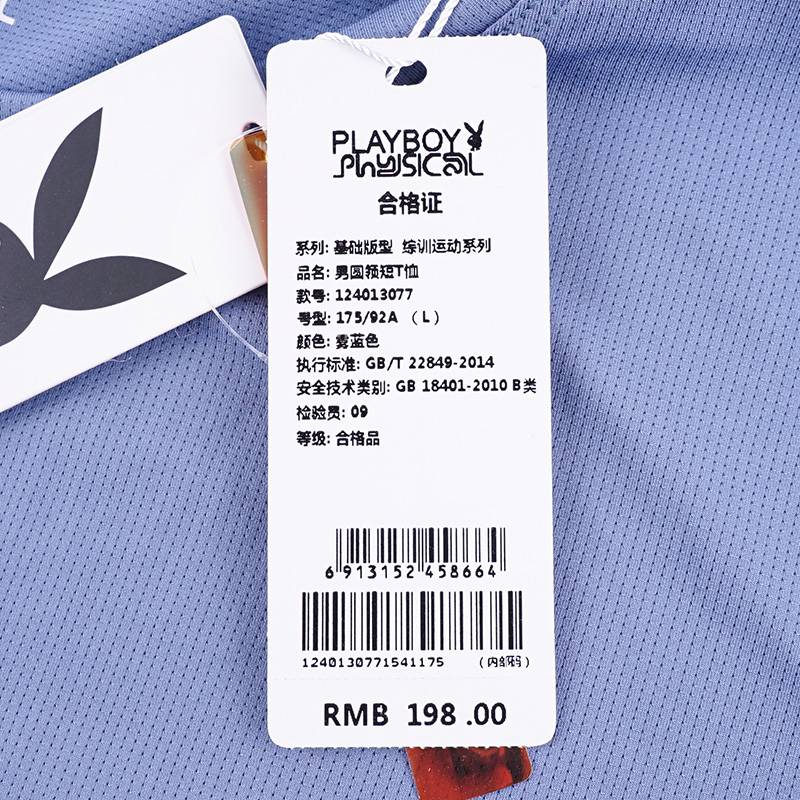 PLAYBOY
PhYSICAL
合格证
系列: 基础版型 综训运动系列
品名: 男圆领短T恤
款号: 124013077
号型: 175/92A （L）
颜色: 雾蓝色
执行标准: GB/T 22849-2014
安全技术类别: GB 18401-2010 B类
检验员: 09
等级: 合格品
6 913152 458664
1240130771541175 （内部码）
RMB 198 .00